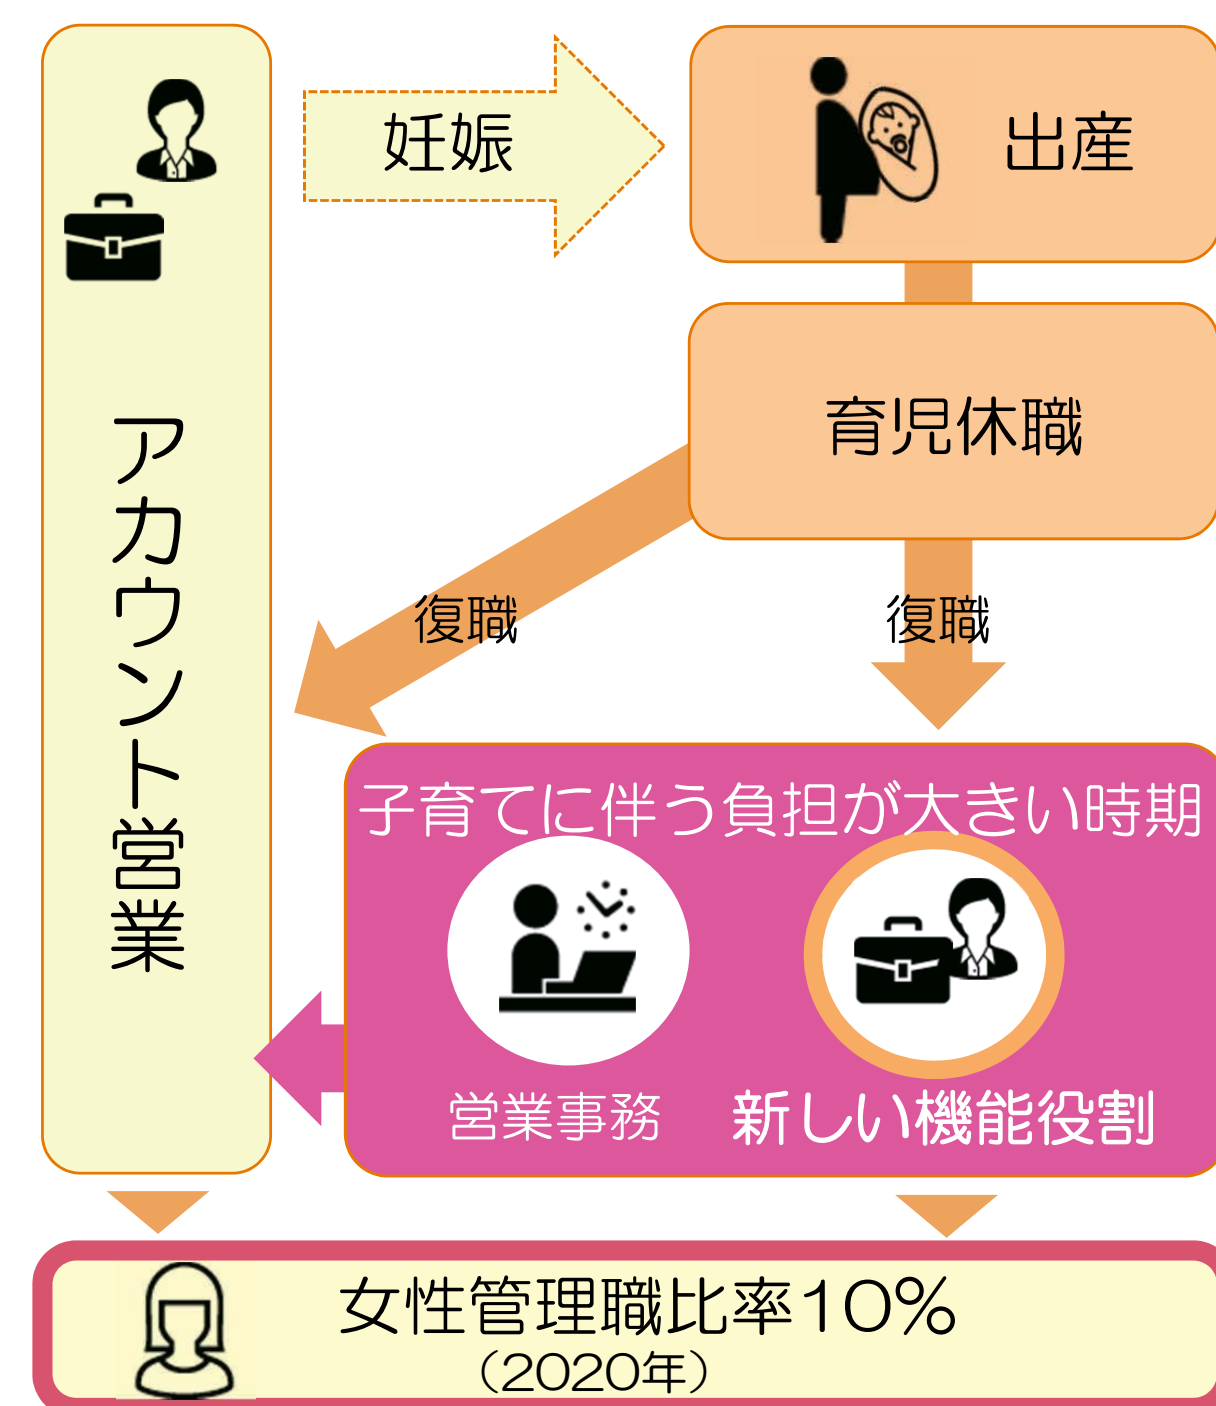 アカウント営業
妊娠
出産
育児休職
復職
復職
子育てに伴う負担が大きい時期
営業事務
新しい機能役割
女性管理職比率10%
（2020年）